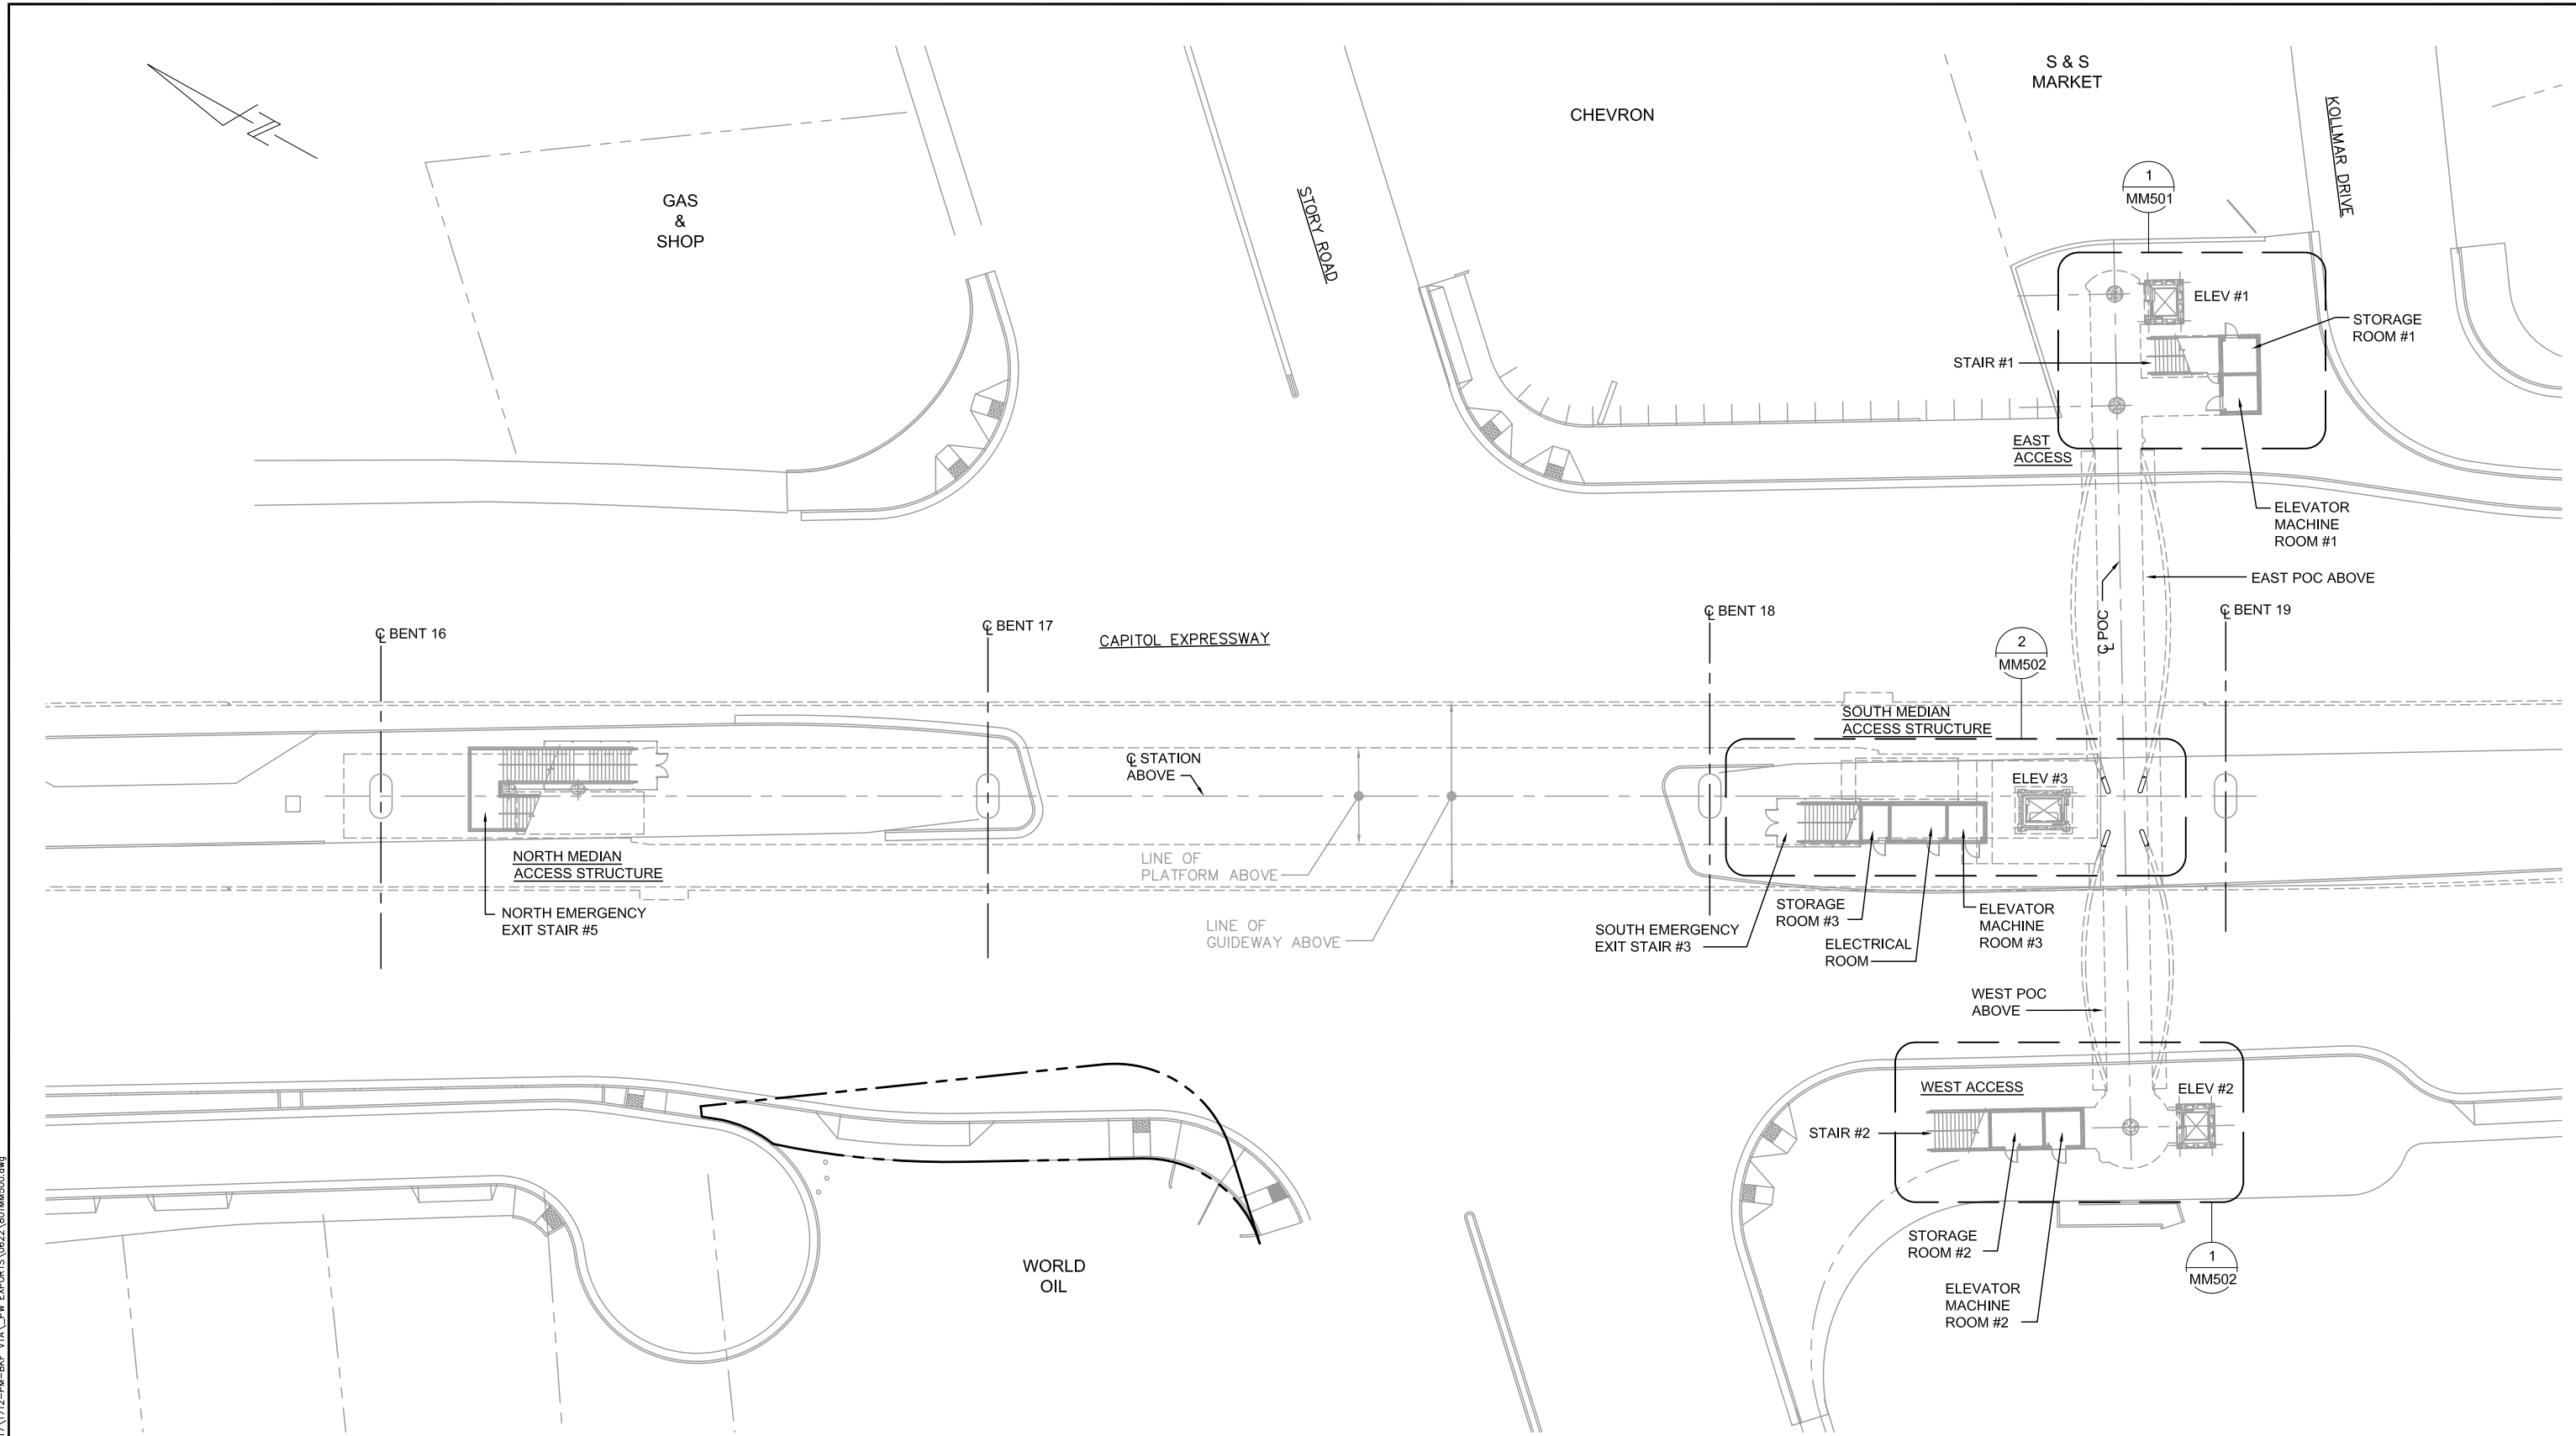 S & S
MARKET
CHEVRON
KOLLMAR DRIVE
GAS
&
SHOP
STORY ROAD
1
MM501
ELEV #1
STORAGE
ROOM #1
STAIR #1
EAST
ACCESS
ELEVATOR
MACHINE
ROOM #1
EAST POC ABOVE
℄ POC
℄ BENT 16
℄ BENT 17
℄ BENT 18
℄ BENT 19
CAPITOL EXPRESSWAY
2
MM502
SOUTH MEDIAN
ACCESS STRUCTURE
℄ STATION
ABOVE
ELEV #3
NORTH MEDIAN
ACCESS STRUCTURE
LINE OF
PLATFORM ABOVE
NORTH EMERGENCY
EXIT STAIR #5
LINE OF
GUIDEWAY ABOVE
SOUTH EMERGENCY
EXIT STAIR #3
STORAGE
ROOM #3
ELECTRICAL
ROOM
ELEVATOR
MACHINE
ROOM #3
WEST POC
ABOVE
WEST ACCESS
ELEV #2
STAIR #2
STORAGE
ROOM #2
ELEVATOR
MACHINE
ROOM #2
1
MM502
WORLD
OIL